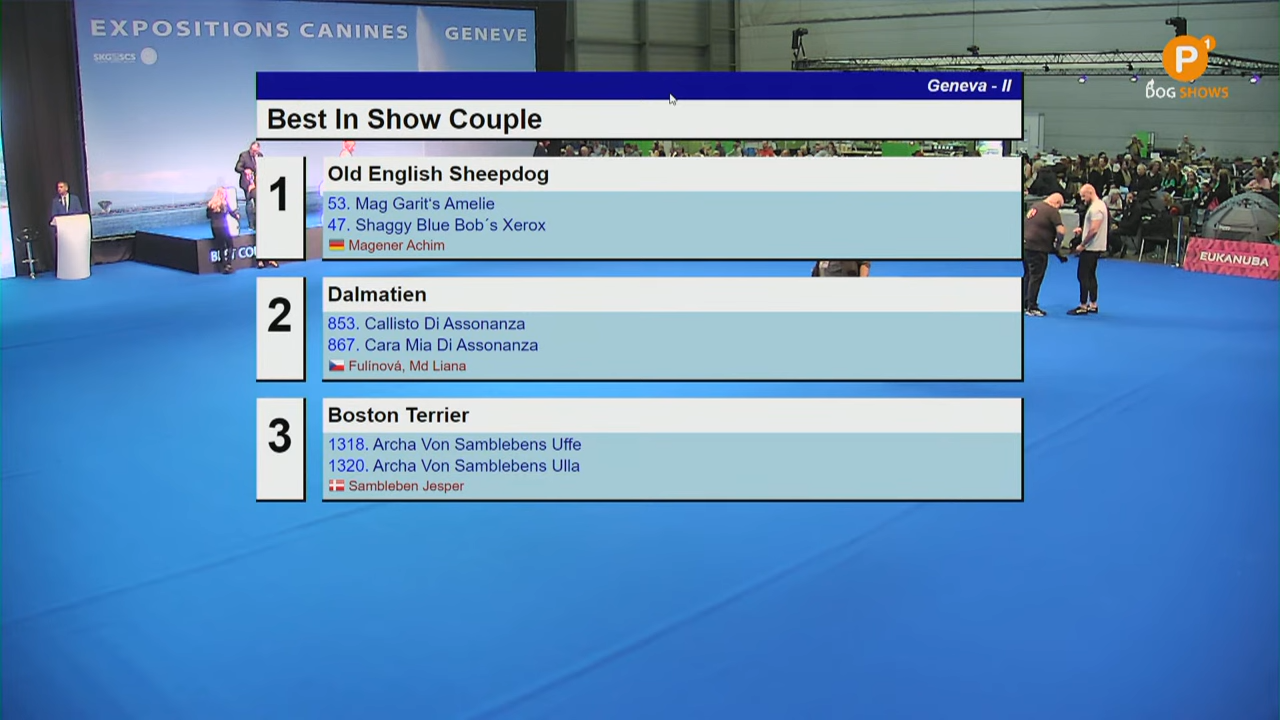 EXPOSITIONS CANINES GENEVE
SKG SCS
P1
DOG SHOWS
Geneva - II
Best In Show Couple
1
Old English Sheepdog
53. Mag Garit's Amelie
47. Shaggy Blue Bob´s Xerox
Magener Achim
EUKANUBA
2
Dalmatien
853. Callisto Di Assonanza
867. Cara Mia Di Assonanza
Fulínová, Md Liana
3
Boston Terrier
1318. Archa Von Samblebens Uffe
1320. Archa Von Samblebens Ulla
Sambleben Jesper